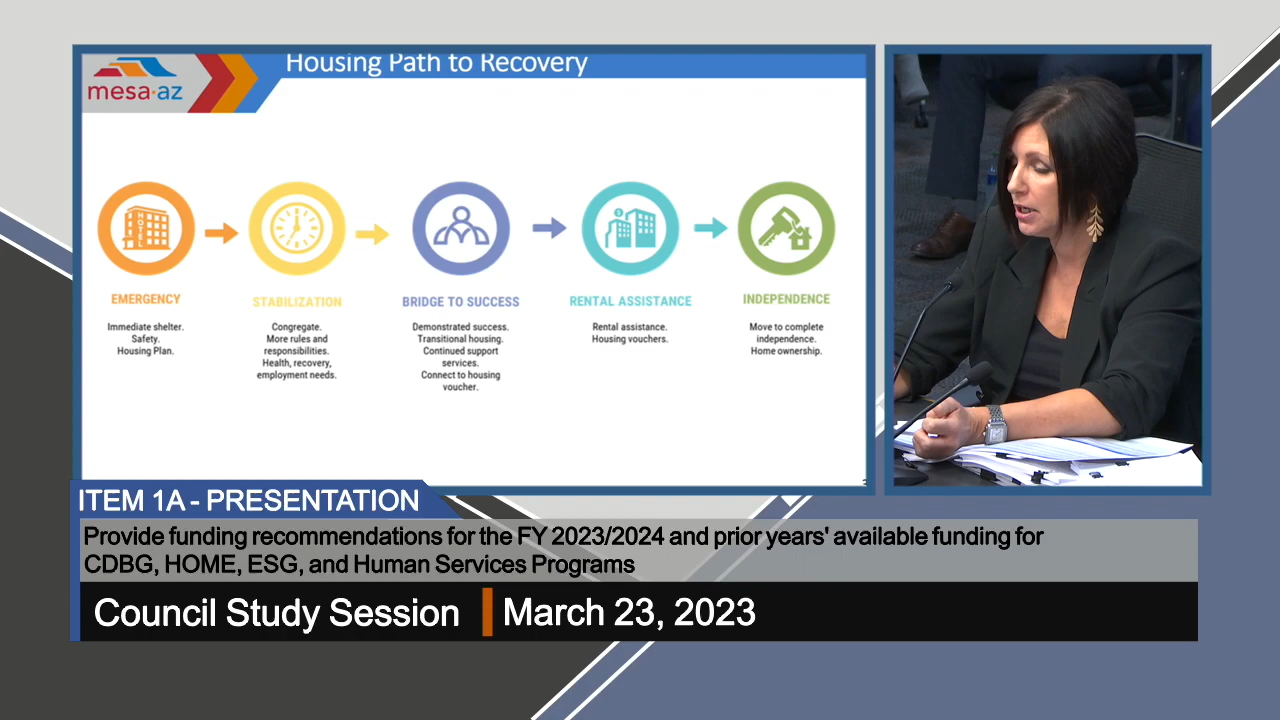 Housing Path to Recovery
mesa·az
HOTEL
EMERGENCY
Immediate shelter.
Safety.
Housing Plan.
STABILIZATION
Congregate.
More rules and
responsibilities.
Health, recovery,
employment needs.
BRIDGE TO SUCCESS
Demonstrated success.
Transitional housing.
Continued support
services.
Connect to housing
voucher.
RENTAL ASSISTANCE
Rental assistance.
Housing vouchers.
INDEPENDENCE
Move to complete
independence.
Home ownership.
ITEM 1A - PRESENTATION
Provide funding recommendations for the FY 2023/2024 and prior years' available funding for
CDBG, HOME, ESG, and Human Services Programs
Council Study Session
March 23, 2023